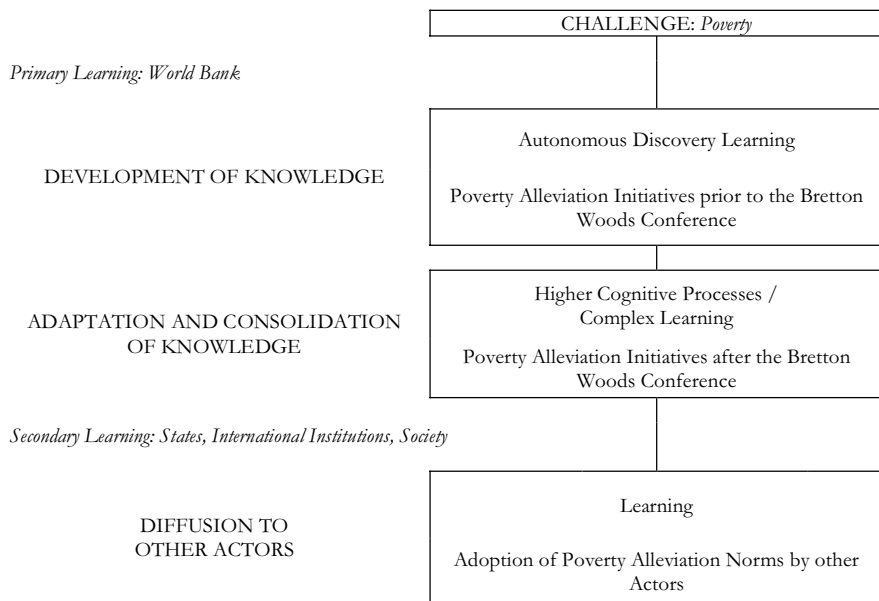 CHALLENGE: Poverty
Primary Learning: World Bank
Autonomous Discovery Learning
DEVELOPMENT OF KNOWLEDGE
Poverty Alleviation Initiatives prior to the Bretton
Woods Conference
Higher Cognitive Processes /
Complex Learning
ADAPTATION AND CONSOLIDATION
OF KNOWLEDGE
Poverty Alleviation Initiatives after the Bretton
Woods Conference
Secondary Learning: States, International Institutions, Society
Learning
DIFFUSION TO
OTHER ACTORS
Adoption of Poverty Alleviation Norms by other
Actors